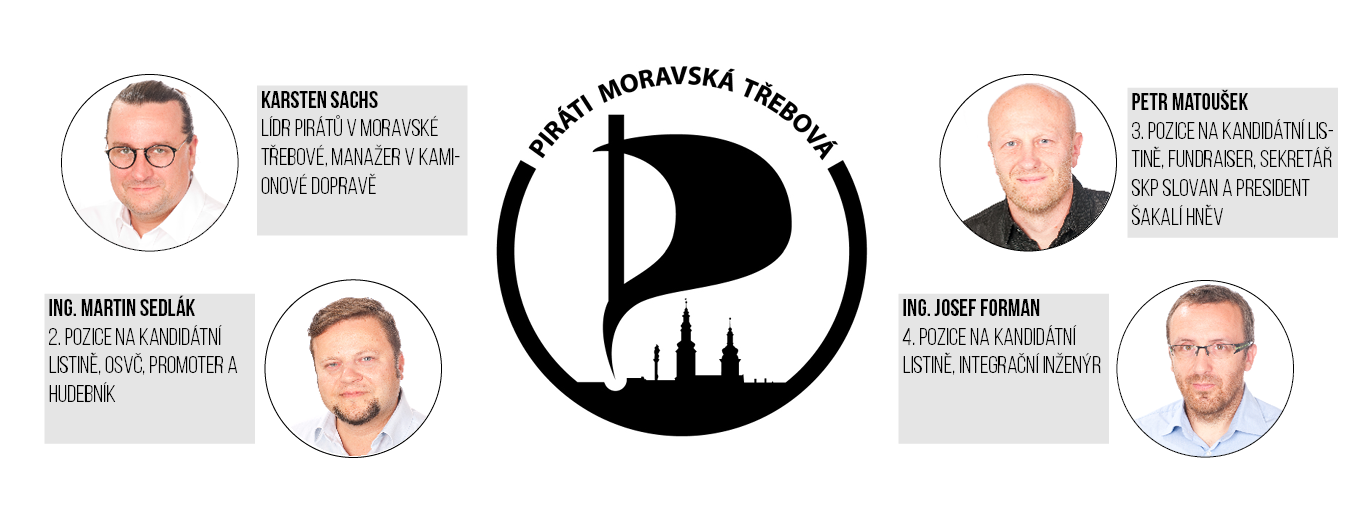 PIRÁTI MORAVSKÁ TŘEBOVÁ
KARSTEN SACHS
LÍDR PIRÁTŮ V MORAVSKÉ
TŘEBOVÉ, MANAŽER V KAMI-
ONOVÉ DOPRAVĚ
ING. MARTIN SEDLÁK
2. POZICE NA KANDIDÁTNÍ
LISTINĚ, OSVČ, PROMOTER A
HUDEBNÍK
PETR MATOUŠEK
3. POZICE NA KANDIDÁTNÍ LIS-
TINĚ, FUNDRAISER, SEKRETÁŘ
SKP SLOVAN A PRESIDENT
ŠAKALÍ HNĚV
ING. JOSEF FORMAN
4. POZICE NA KANDIDÁTNÍ
LISTINĚ, INTEGRAČNÍ INŽENÝR